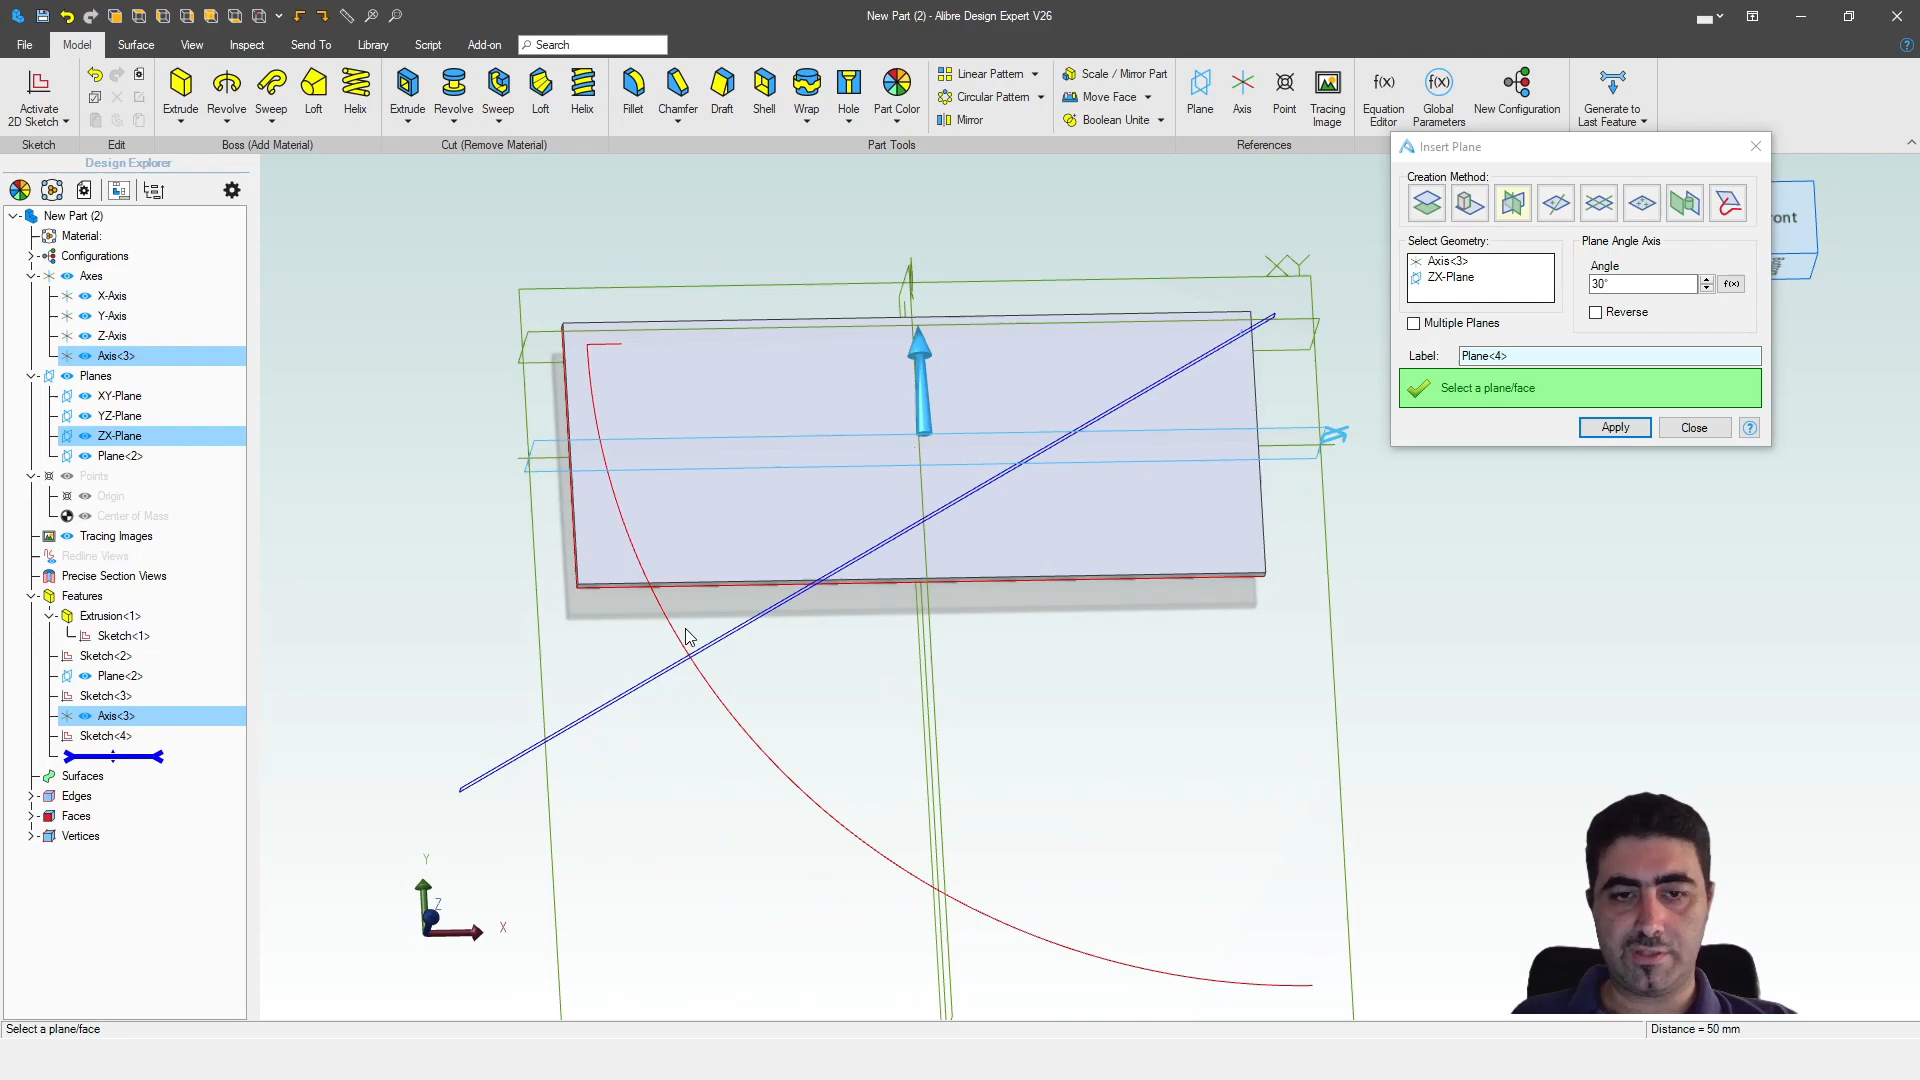 New Part (2) - Alibre Design Expert V26
File
Model
Surface
View
Inspect
Send To
Library
Script
Add-on
Search
Activate
2D Sketch
Extrude
Revolve
Sweep
Loft
Helix
Extrude
Revolve
Sweep
Loft
Helix
Fillet
Chamfer
Draft
Shell
Wrap
Hole
Part Color
Linear Pattern
Circular Pattern
Mirror
Scale / Mirror Part
Move Face
Boolean Unite
Plane
Axis
Point
Tracing
Image
f(x)
Equation
Editor
f(x)
Global
Parameters
New Configuration
Generate to
Last Feature
Sketch
Edit
Boss (Add Material)
Cut (Remove Material)
Part Tools
References
Design Explorer
New Part (2)
Material:
Configurations
Axes
X-Axis
Y-Axis
Z-Axis
Axis<3>
Planes
XY-Plane
YZ-Plane
ZX-Plane
Plane<2>
Points
Origin
Center of Mass
Tracing Images
Redline Views
Precise Section Views
Features
Extrusion<1>
Sketch<1>
Sketch<2>
Plane<2>
Sketch<3>
Axis<3>
Sketch<4>
Surfaces
Edges
Faces
Vertices
XY
Y
Z
X
Insert Plane
Creation Method:
Select Geometry:
Axis<3>
ZX-Plane
Plane Angle Axis
Angle
30°
f(x)
Reverse
Multiple Planes
Label:
Plane<4>
Select a plane/face
Apply
Close
ont
Select a plane/face
Distance = 50 mm